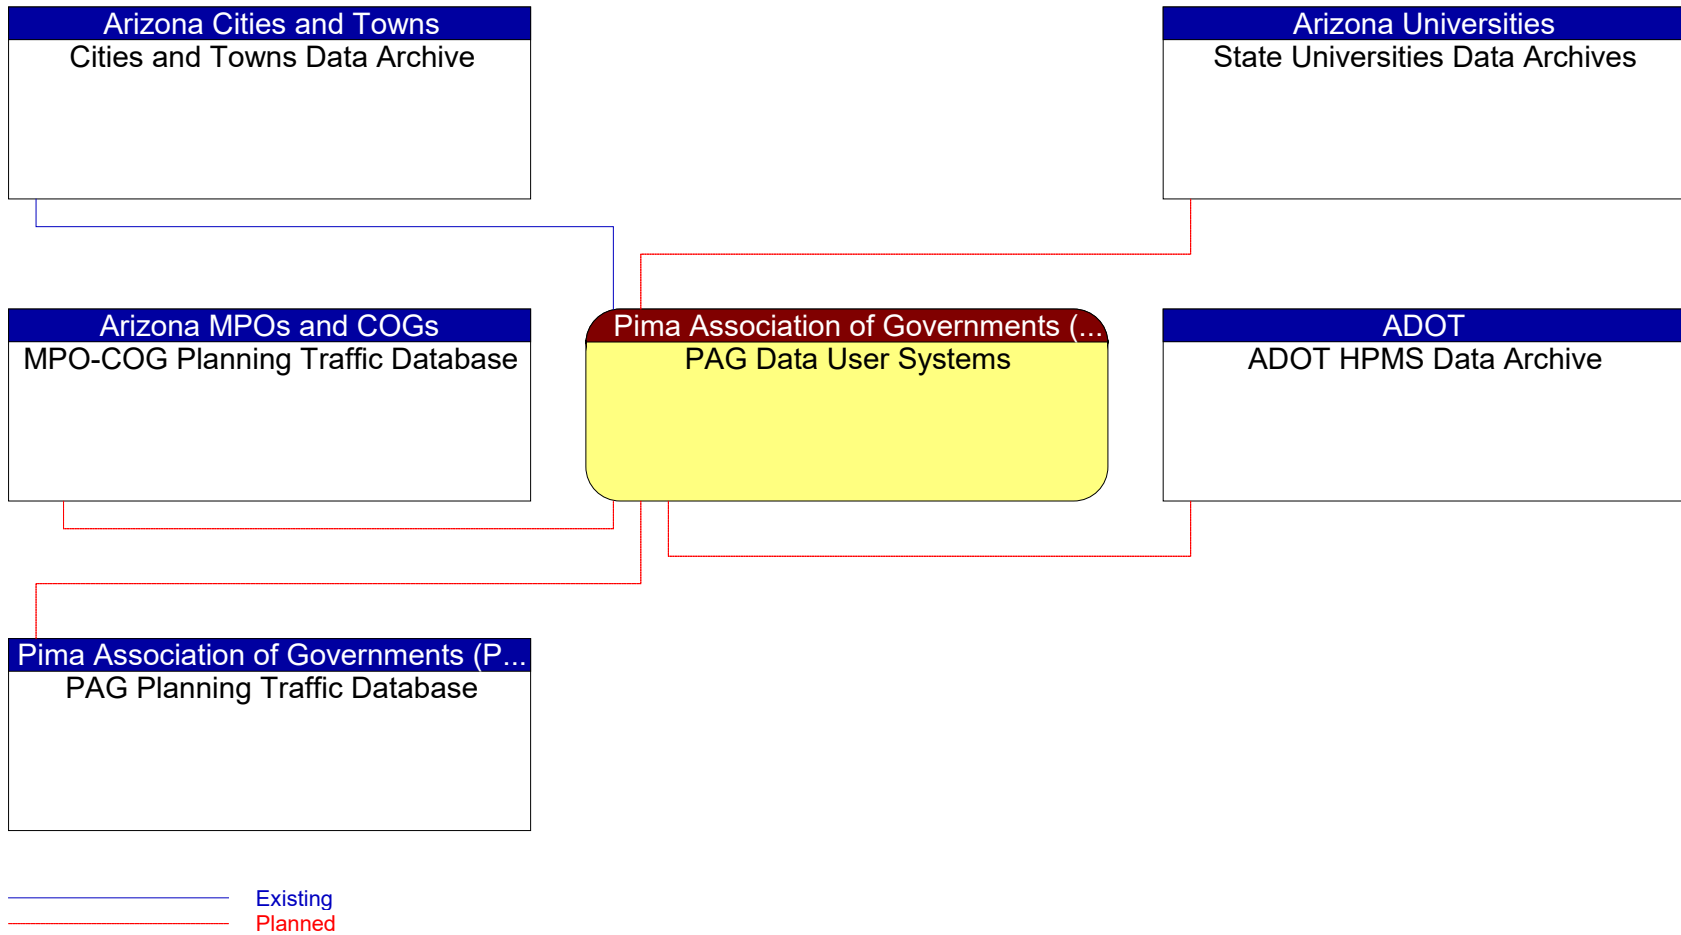 Arizona Cities and Towns
Cities and Towns Data Archive
Arizona Universities
State Universities Data Archives
Arizona MPOs and COGs
MPO-COG Planning Traffic Database
Pima Association of Governments (...
PAG Data User Systems
ADOT
ADOT HPMS Data Archive
Pima Association of Governments (P...
PAG Planning Traffic Database
Existing
Planned